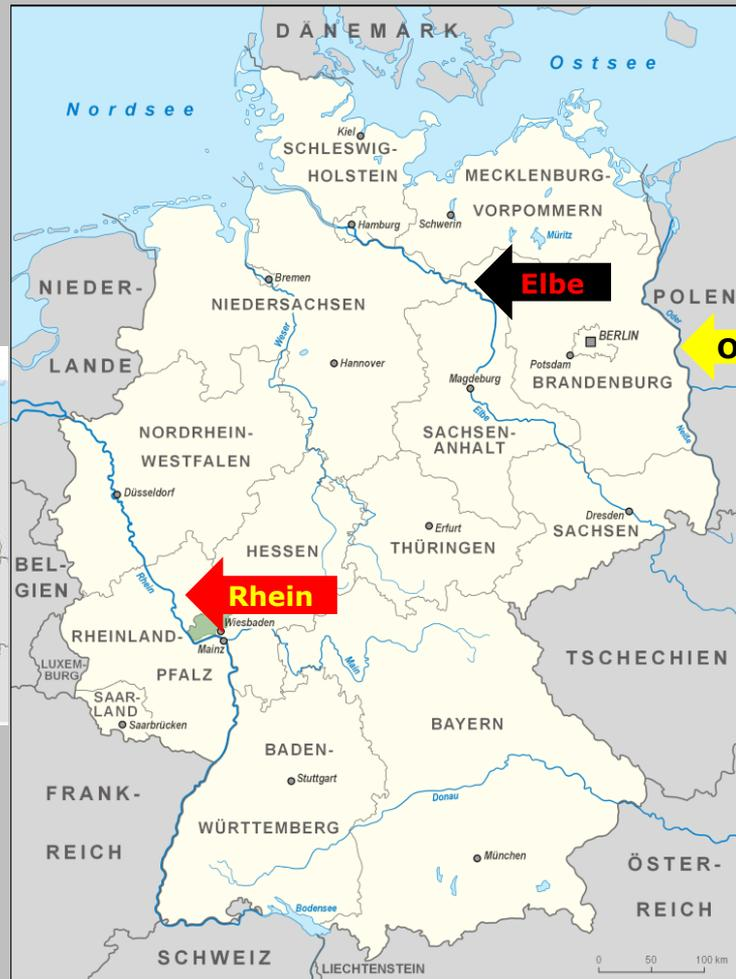 DÄNEMARK
Ostsee
Nordsee
Kiel
SCHLESWIG-
HOLSTEIN
MECKLENBURG-
VORPOMMERN
Hamburg
Schwerin
Müritz
NIEDER-
LANDE
Bremen
NIEDERSACHSEN
Elbe
POLEN
Oder
O
Weser
BERLIN
Hannover
Potsdam
BRANDENBURG
Magdeburg
Elbe
NORDRHEIN-
WESTFALEN
SACHSEN-
ANHALT
Neiße
Düsseldorf
Dresden
SACHSEN
Erfurt
THÜRINGEN
HESSEN
BEL-
GIEN
Rhein
Rhein
Wiesbaden
Mainz
RHEINLAND-
PFALZ
LUXEM-
BURG
Main
TSCHECHIEN
SAAR-
LAND
Saarbrücken
BAYERN
BADEN-
WÜRTTEMBERG
Stuttgart
FRANK-
REICH
Donau
München
ÖSTER-
REICH
Bodensee
SCHWEIZ
LIECHTENSTEIN
0 50 100 km